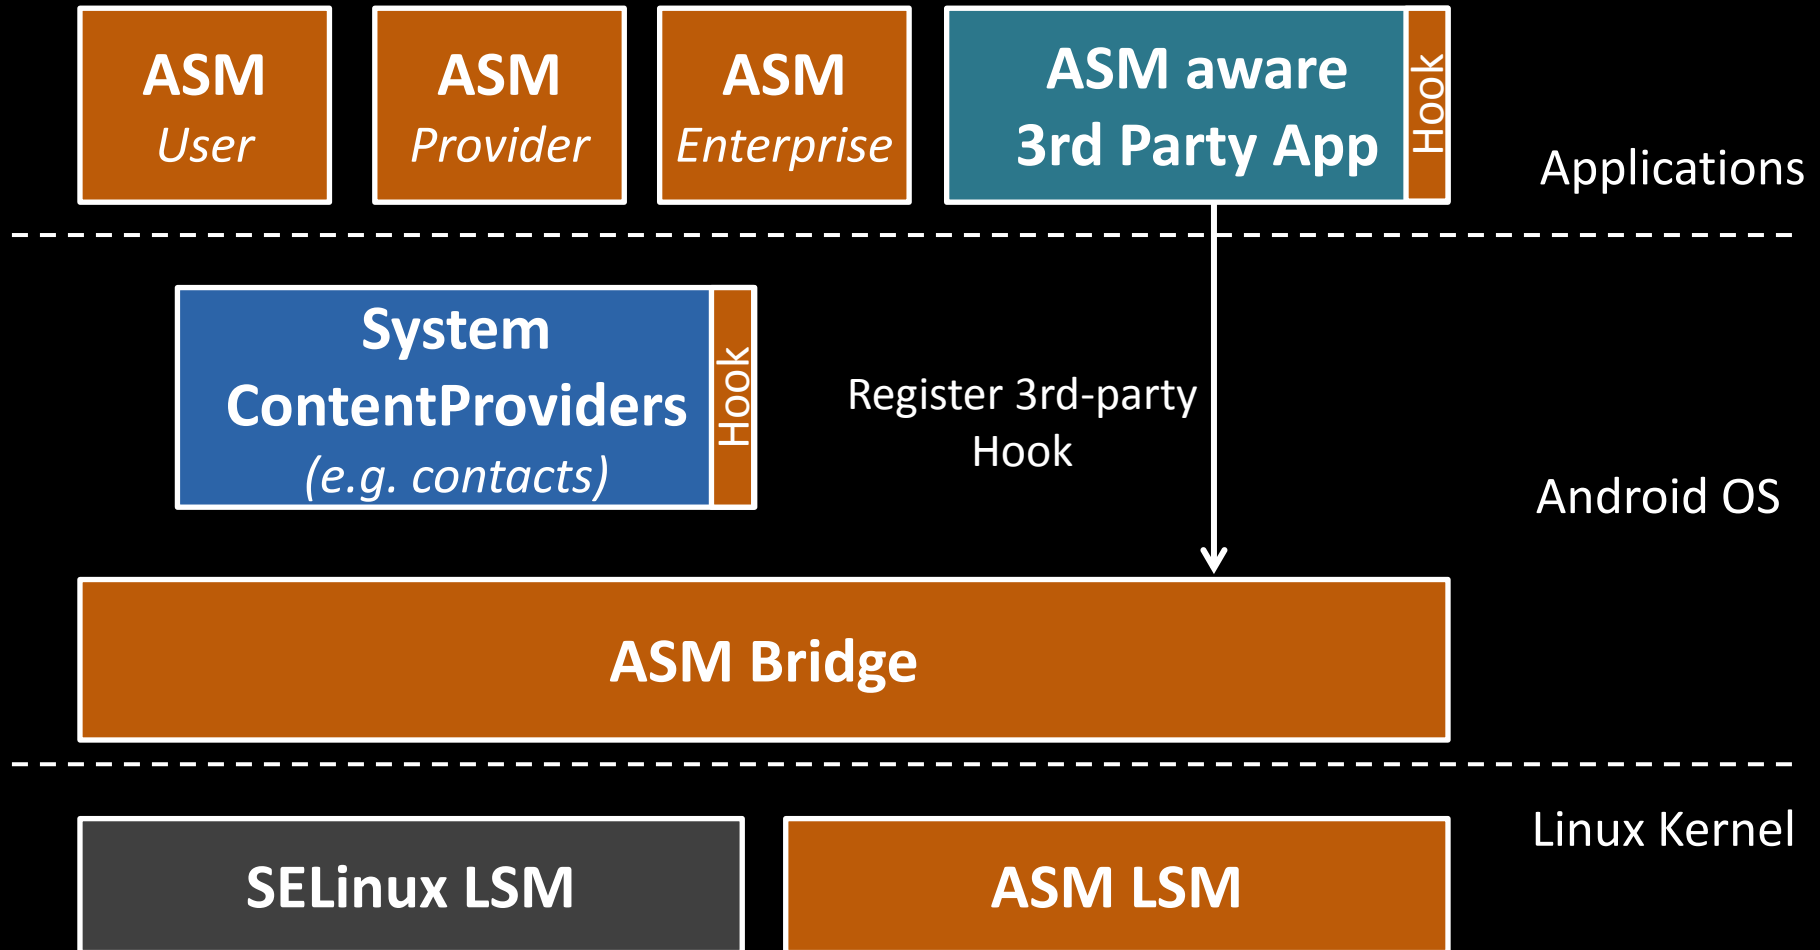 ASM
User
ASM
Provider
ASM
Enterprise
ASM aware
3rd Party App
Hook
Applications
System
ContentProviders
(e.g. contacts)
Hook
Register 3rd-party
Hook
Android OS
ASM Bridge
Linux Kernel
SELinux LSM
ASM LSM